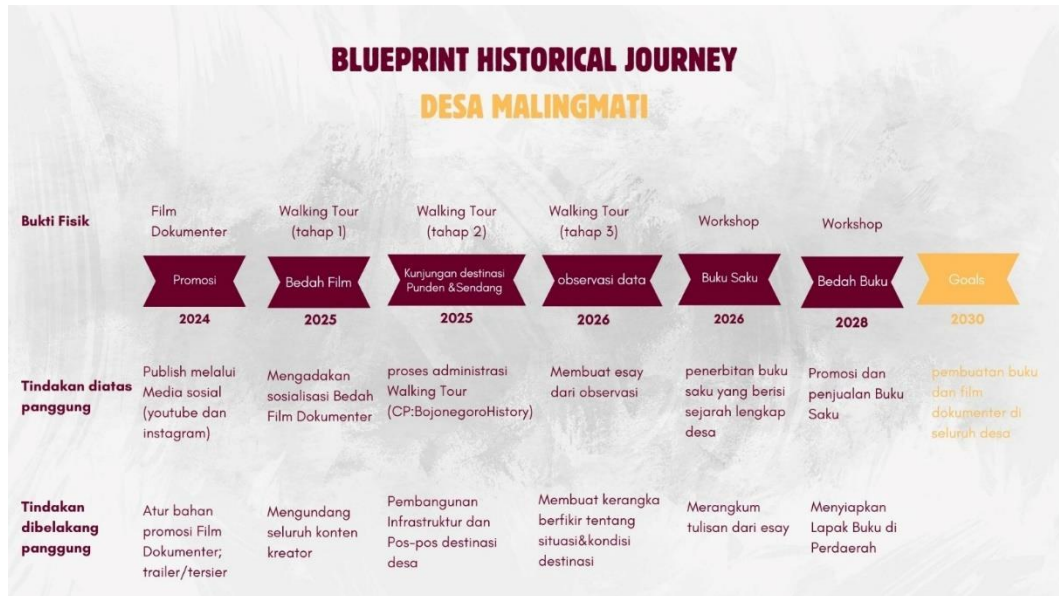 BLUEPRINT HISTORICAL JOURNEY
DESA MALINGMATI
Bukti Fisik
Film
Dokumenter
Walking Tour
(tahap 1)
Walking Tour
(tahap 2)
Walking Tour
(tahap 3)
Workshop
Workshop
Promosi
Bedah Film
Kunjungan destinasi
Punden &Sendang
observasi data
Buku Saku
Bedah Buku
Goals
2024
2025
2025
2026
2026
2028
2030
Tindakan diatas
panggung
Publish melalui
Media sosial
(youtube dan
instagram)
Mengadakan
sosialisasi Bedah
Film Dokumenter
proses administrasi
Walking Tour
(CP:BojonegoroHistory)
Membuat esay
dari observasi
penerbitan buku
saku yang berisi
sejarah lengkap
desa
Promosi dan
penjualan Buku
Saku
pembuatan buku
dan film
dokumenter di
seluruh desa
Tindakan
dibelakang
panggung
Atur bahan
promosi Film
Dokumenter;
trailer/tersier
Mengundang
seluruh konten
kreator
Pembangunan
Infrastruktur dan
Pos-pos destinasi
desa
Membuat kerangka
berfikir tentang
situasi&kondisi
destinasi
Merangkum
tulisan dari esay
Menyiapkan
Lapak Buku di
Perdaerah